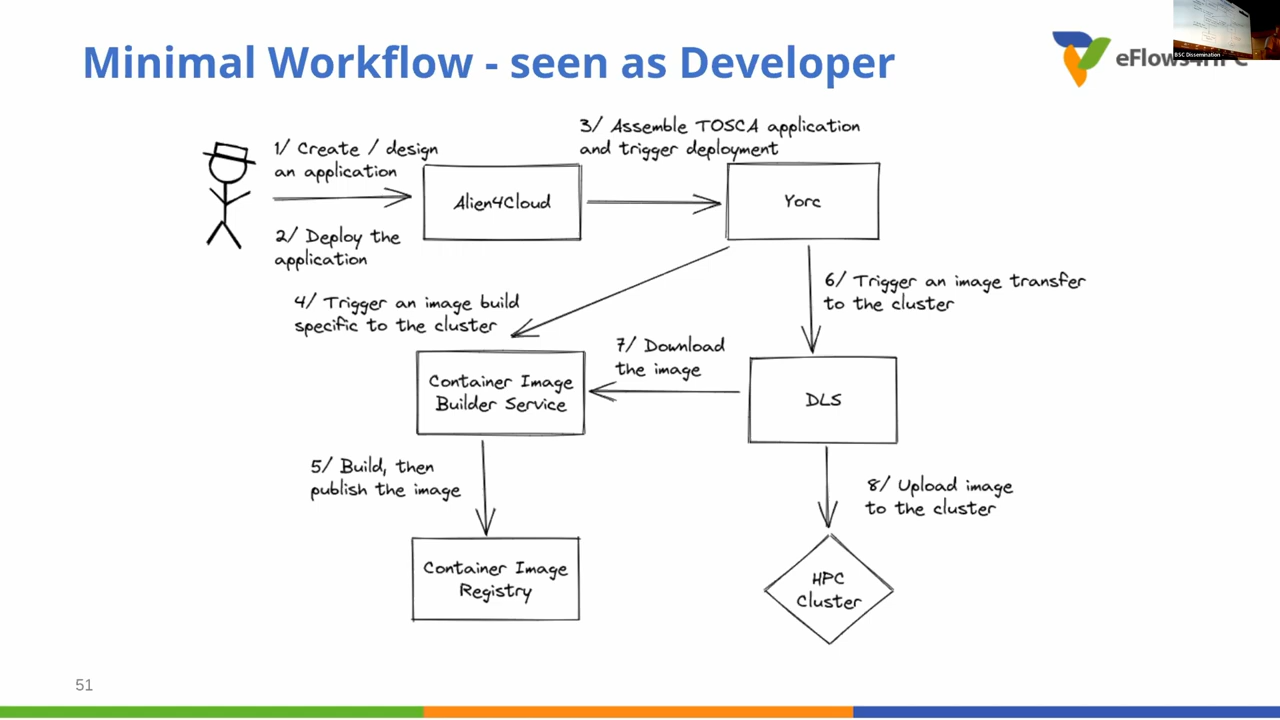 Minimal Workflow - seen as Developer
eFlows4HPC
BSC Dissemination
1/ Create / design
an application
2/ Deploy the
application
Alien4Cloud
3/ Assemble TOSCA application
and trigger deployment
Yorc
4/ Trigger an image build
specific to the cluster
6/ Trigger an image transfer
to the cluster
7/ Download
the image
Container Image
Builder Service
DLS
5/ Build, then
publish the image
8/ Upload image
to the cluster
Container Image
Registry
HPC
Cluster
51